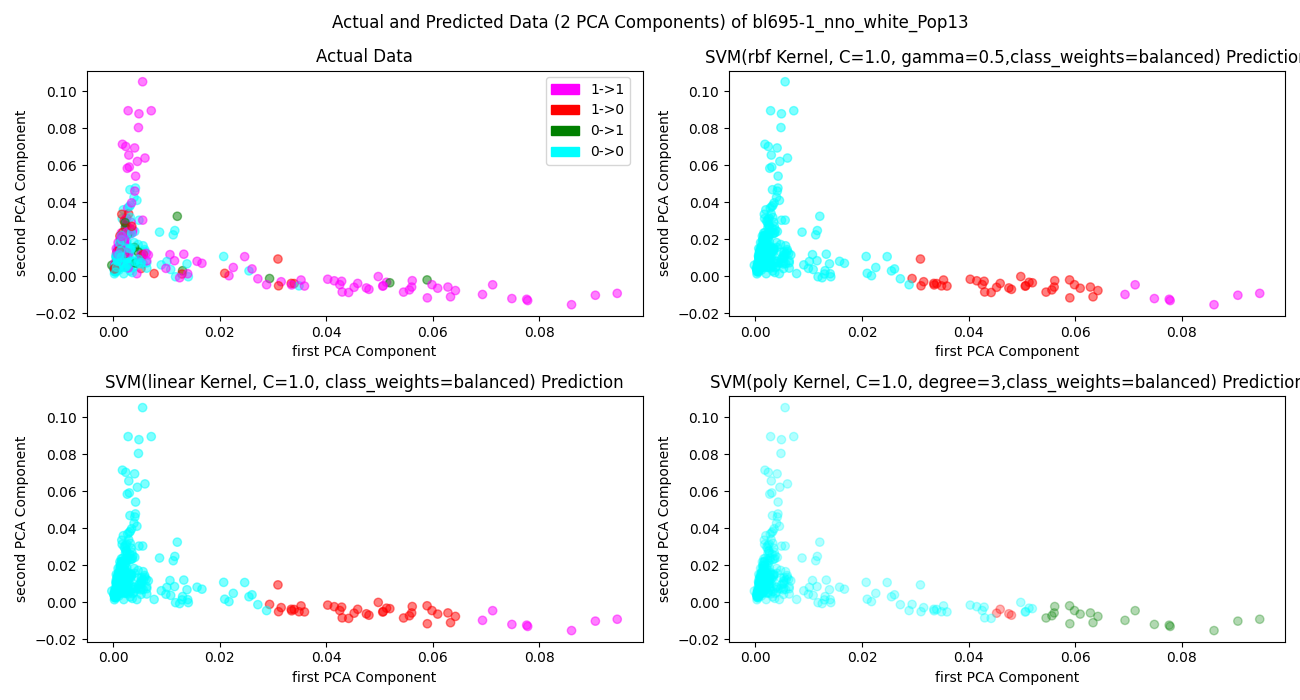 Actual and Predicted Data (2 PCA Components) of bl695-1_nno_white_Pop13
Actual Data
second PCA Component
0.10
0.08
0.06
0.04
0.02
0.00
−0.02
1->1
1->0
0->1
0->0
0.00 0.02 0.04 0.06 0.08
first PCA Component
SVM(rbf Kernel, C=1.0, gamma=0.5,class_weights=balanced) Prediction
second PCA Component
0.10
0.08
0.06
0.04
0.02
0.00
−0.02
0.00 0.02 0.04 0.06 0.08
first PCA Component
SVM(linear Kernel, C=1.0, class_weights=balanced) Prediction
second PCA Component
0.10
0.08
0.06
0.04
0.02
0.00
−0.02
0.00 0.02 0.04 0.06 0.08
first PCA Component
SVM(poly Kernel, C=1.0, degree=3,class_weights=balanced) Prediction
second PCA Component
0.10
0.08
0.06
0.04
0.02
0.00
−0.02
0.00 0.02 0.04 0.06 0.08
first PCA Component